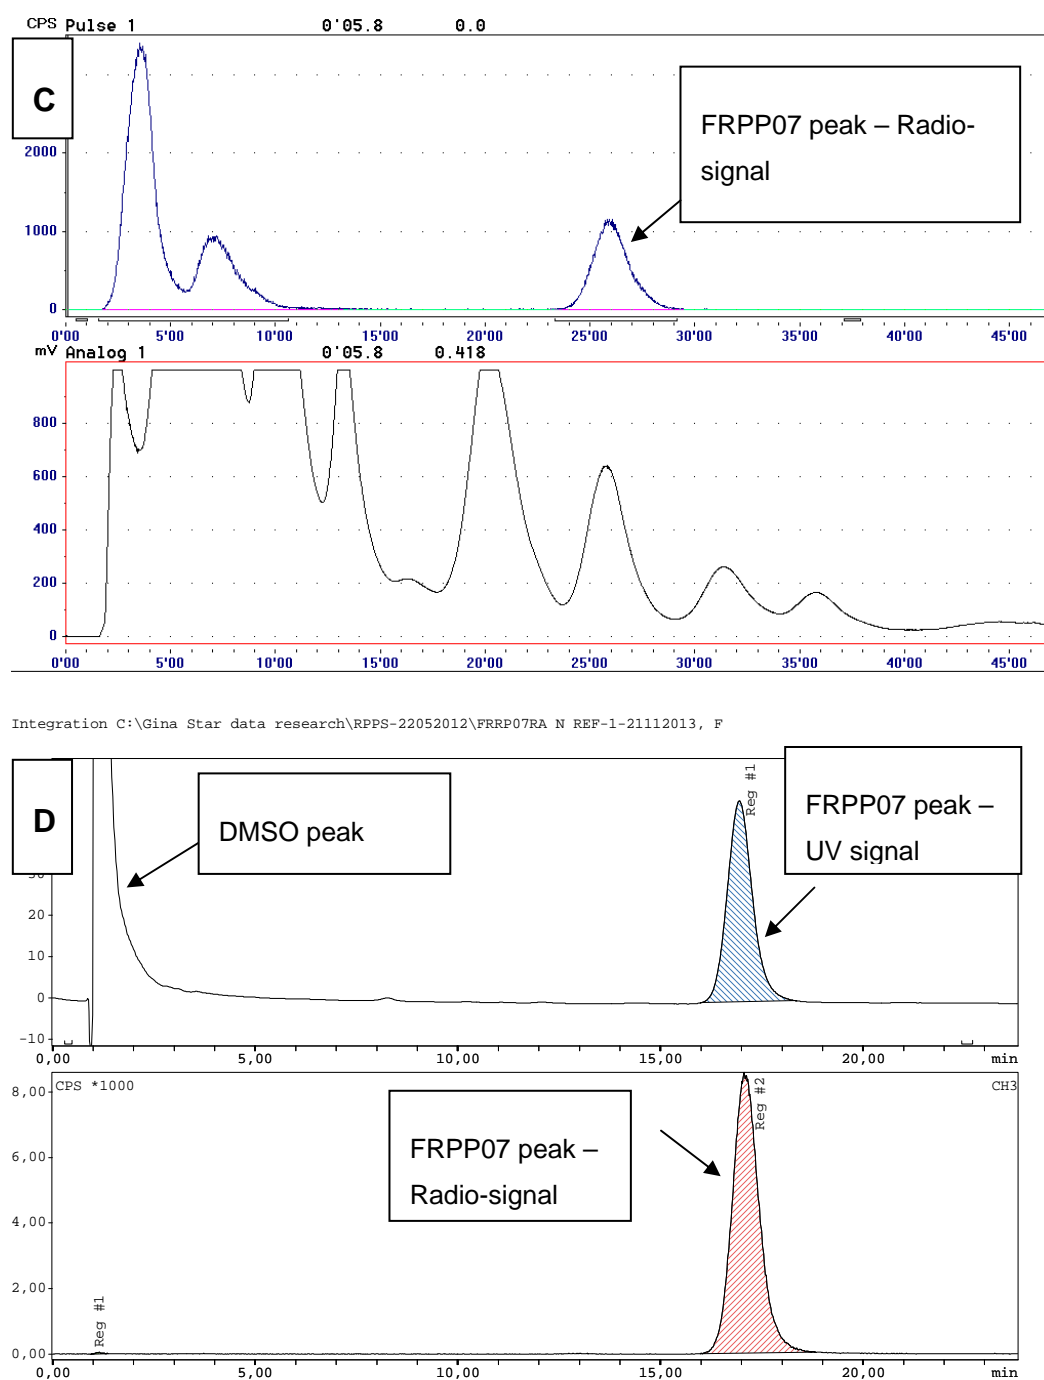 CPS Pulse 1 0'05.8 0.0
C
FRPP07 peak – Radio-
signal
2000
1000
0
0'00 5'00 10'00 15'00 20'00 25'00 30'00 35'00 40'00 45'00
mV Analog 1 0'05.8 0.418
800
600
400
200
0
0'00 5'00 10'00 15'00 20'00 25'00 30'00 35'00 40'00 45'00
Integration C:\Gina Star data research\RPPS-22052012\FRRP07RA N REF-1-21112013, F
D
DMSO peak
Reg #1
FRPP07 peak –
UV signal
20
10
0
-10
0,00 5,00 10,00 15,00 20,00 min
CPS *1000 CH3
8,00
Reg #2
FRPP07 peak –
Radio-signal
6,00
4,00
2,00
Reg #1
0,00
0,00 5,00 10,00 15,00 20,00 min